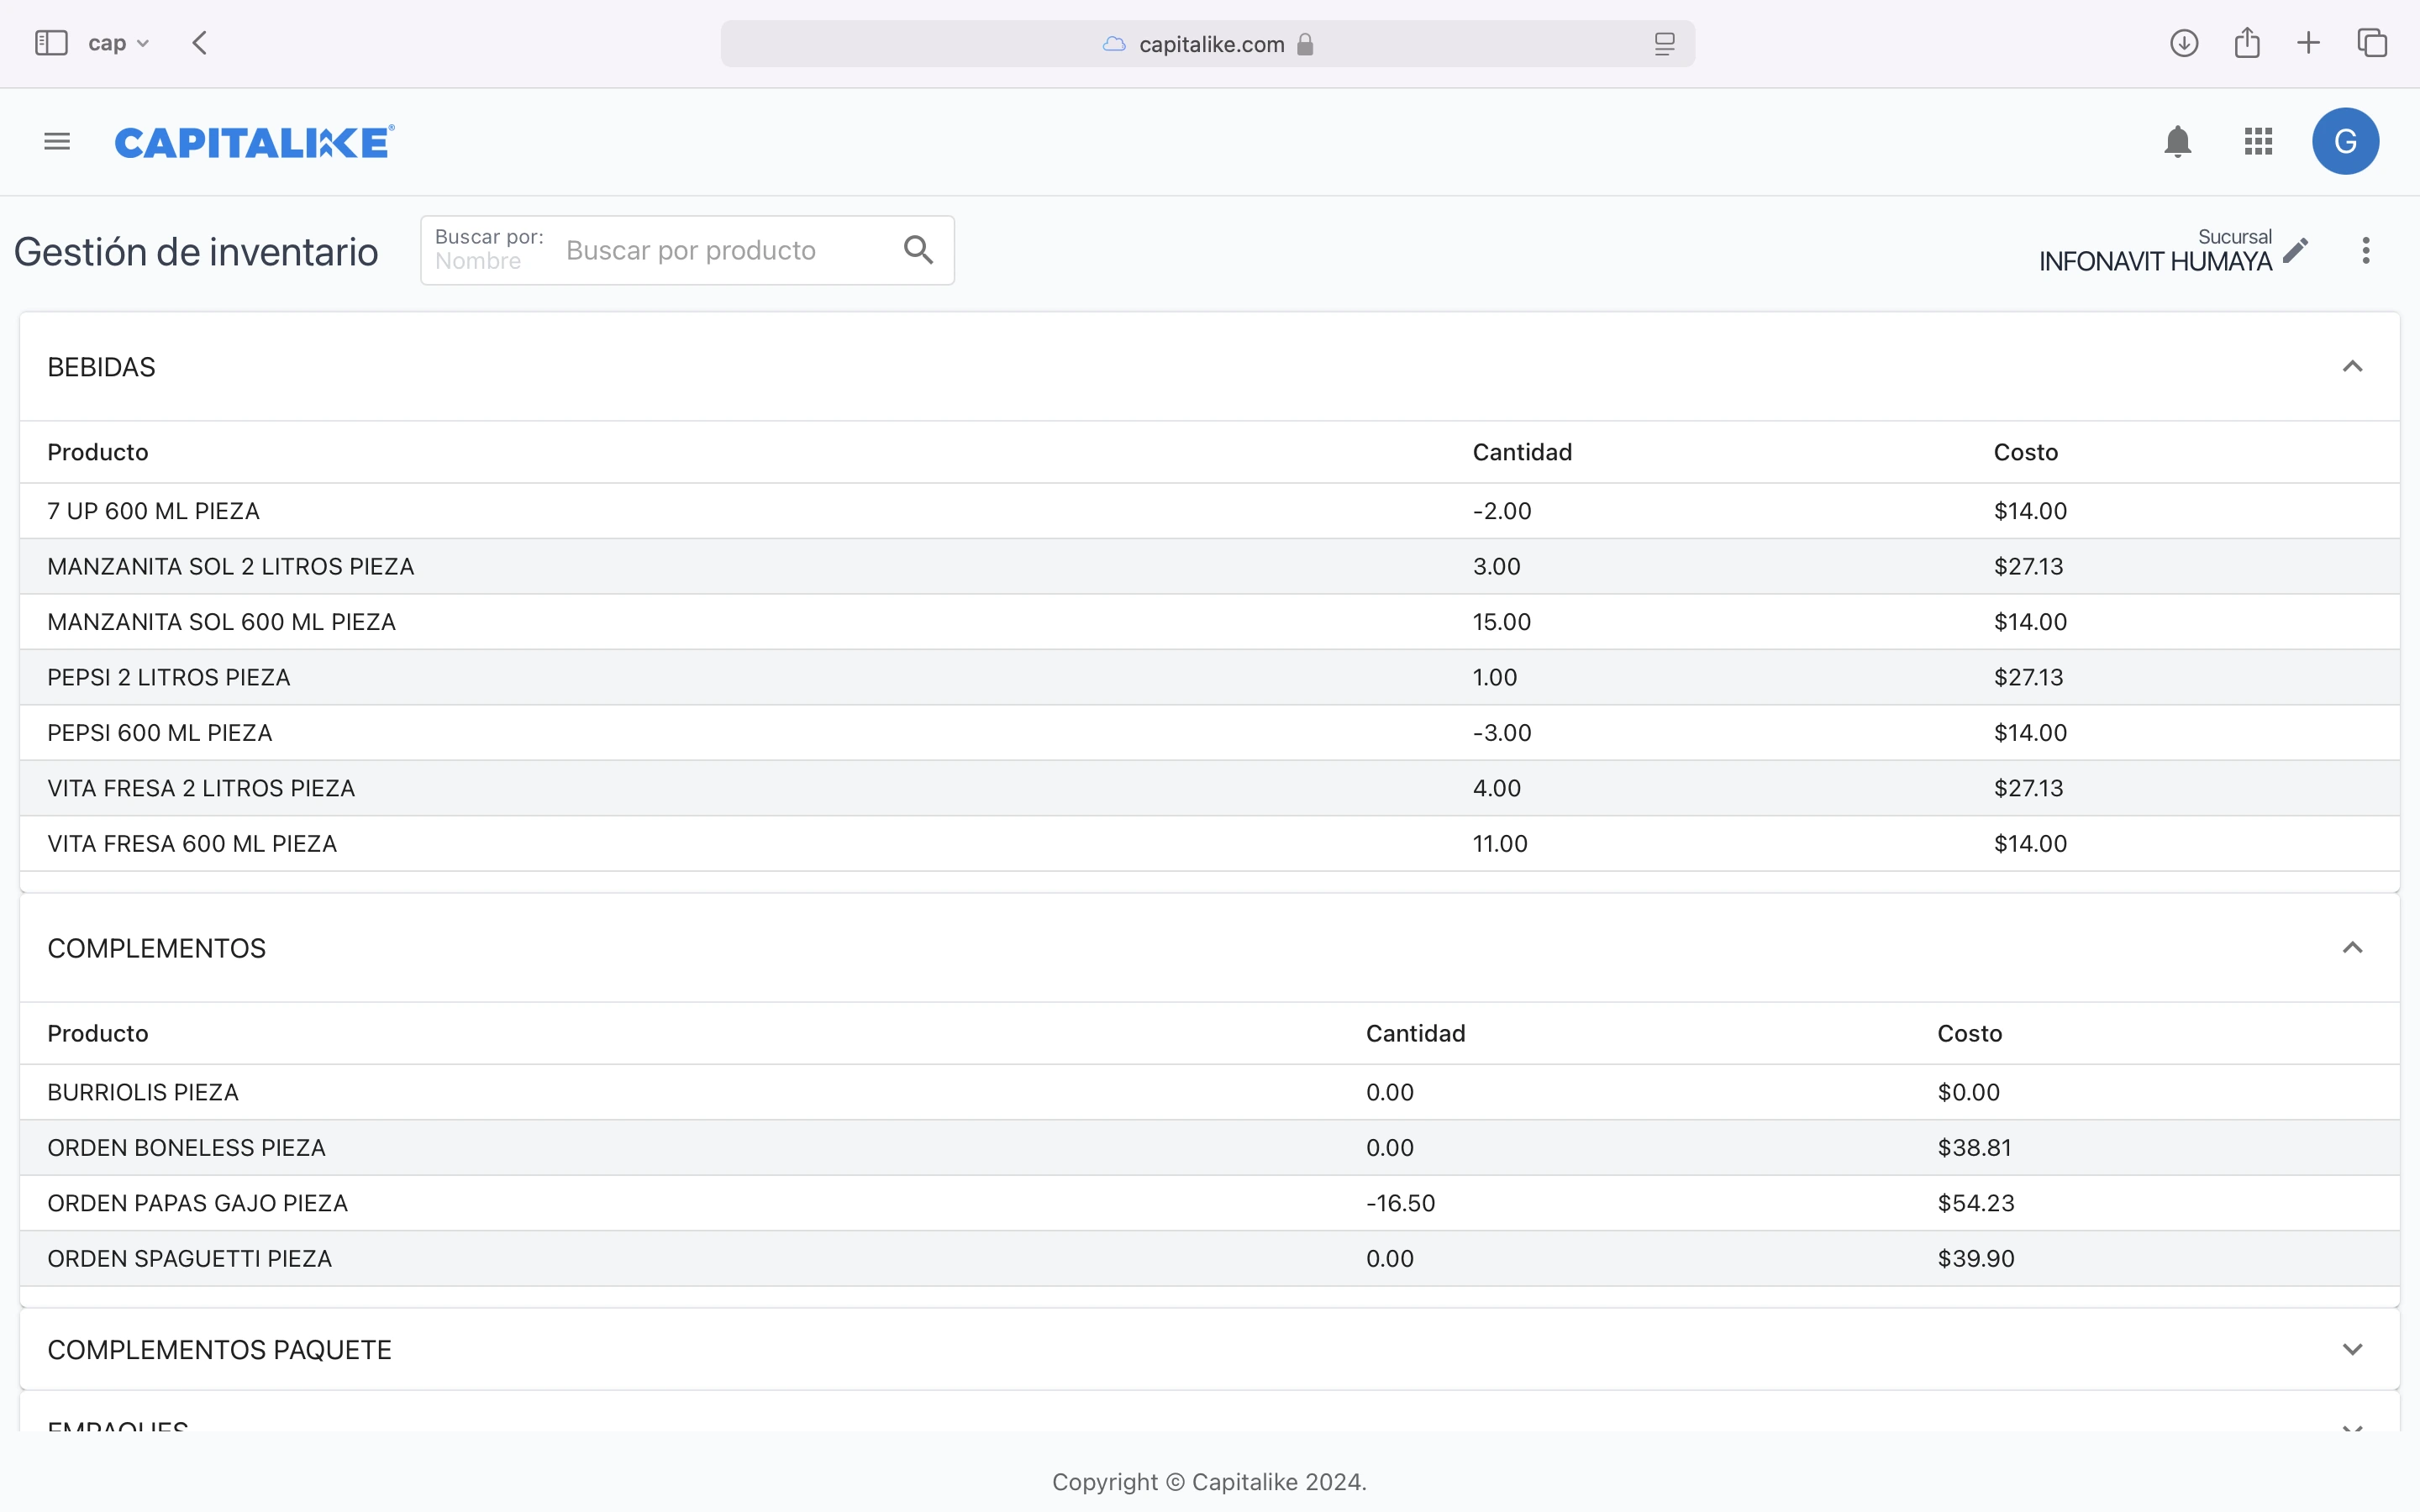 cap
capitalike.com
CAPITALIKE®
G
Gestión de inventario
Buscar por:
Nombre
Buscar por producto
Sucursal
INFONAVIT HUMAYA
BEBIDAS
Producto Cantidad Costo
7 UP 600 ML PIEZA -2.00 $14.00
MANZANITA SOL 2 LITROS PIEZA 3.00 $27.13
MANZANITA SOL 600 ML PIEZA 15.00 $14.00
PEPSI 2 LITROS PIEZA 1.00 $27.13
PEPSI 600 ML PIEZA -3.00 $14.00
VITA FRESA 2 LITROS PIEZA 4.00 $27.13
VITA FRESA 600 ML PIEZA 11.00 $14.00
COMPLEMENTOS
Producto Cantidad Costo
BURRIOLIS PIEZA 0.00 $0.00
ORDEN BONELESS PIEZA 0.00 $38.81
ORDEN PAPAS GAJO PIEZA -16.50 $54.23
ORDEN SPAGUETTI PIEZA 0.00 $39.90
COMPLEMENTOS PAQUETE
EMPAQUES
Copyright © Capitalike 2024.